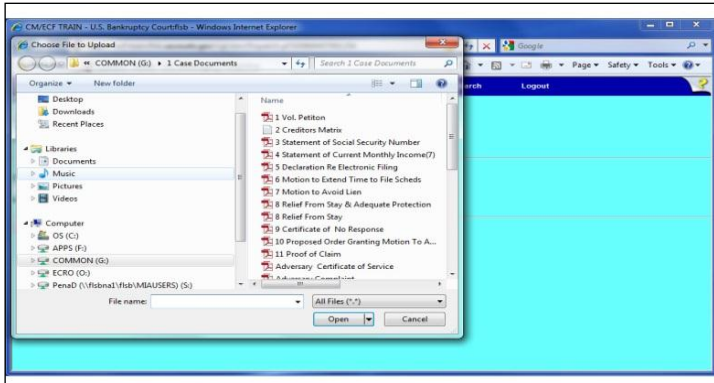 CM/ECF TRAIN - U.S. Bankruptcy Court:flsb - Windows Internet Explorer
Choose File to Upload
Google
« COMMON (G:) ▸ 1 Case Documents
Search 1 Case Documents
Page Safety Tools
Organize New folder
arch Logout
Desktop
Downloads
Recent Places
Libraries
Documents
Music
Pictures
Videos
Computer
OS (C:)
APPS (F:)
COMMON (G:)
ECRO (O:)
PenaD (\\flsbna1\flsb\MIAUSERS) (S:)
Name
1 Vol. Petiton
2 Creditors Matrix
3 Statement of Social Security Number
4 Statement of Current Monthly Income(7)
5 Declaration Re Electronic Filing
6 Motion to Extend Time to File Scheds
7 Motion to Avoid Lien
8 Relief From Stay & Adequate Protection
8 Relief From Stay
9 Certificate of No Response
10 Proposed Order Granting Motion To A...
11 Proof of Claim
Adversary Certificate of Service
Adversary Complaint
File name:
All Files (*.*)
Open Cancel